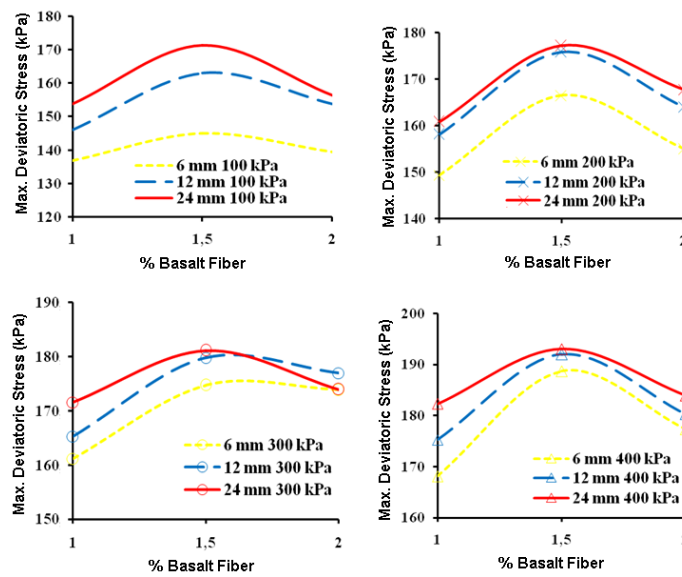 Max. Deviatoric Stress (kPa)
180
170
160
150
140
130
120
6 mm 100 kPa
12 mm 100 kPa
24 mm 100 kPa
1
1,5
2
% Basalt Fiber
Max. Deviatoric Stress (kPa)
180
170
160
150
140
6 mm 200 kPa
12 mm 200 kPa
24 mm 200 kPa
1
1,5
2
% Basalt Fiber
Max. Deviatoric Stress (kPa)
190
180
170
160
150
6 mm 300 kPa
12 mm 300 kPa
24 mm 300 kPa
1
1,5
2
% Basalt Fiber
Max. Deviatoric Stress (kPa)
200
190
180
170
160
6 mm 400 kPa
12 mm 400 kPa
24 mm 400 kPa
1
1,5
2
% Basalt Fiber